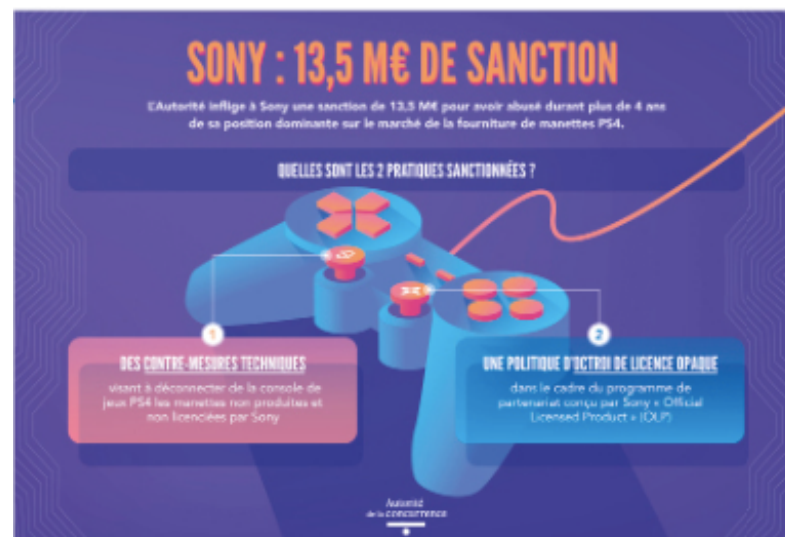 SONY : 13,5 M€ DE SANCTION
L'Autorité inflige à Sony une sanction de 13,5 M€ pour avoir abusé durant plus de 4 ans
de sa position dominante sur le marché de la fourniture de manettes PS4.
QUELLES SONT LES 2 PRATIQUES SANCTIONNÉES ?
1
DES CONTRE-MESURES TECHNIQUES
visant à déconnecter de la console de
jeux PS4 les manettes non produites et
non licenciées par Sony
2
UNE POLITIQUE D'OCTROI DE LICENCE OPAQUE
dans le cadre du programme de
partenariat conçu par Sony « Official
Licensed Product » (OLP)
Autorité
de la concurrence